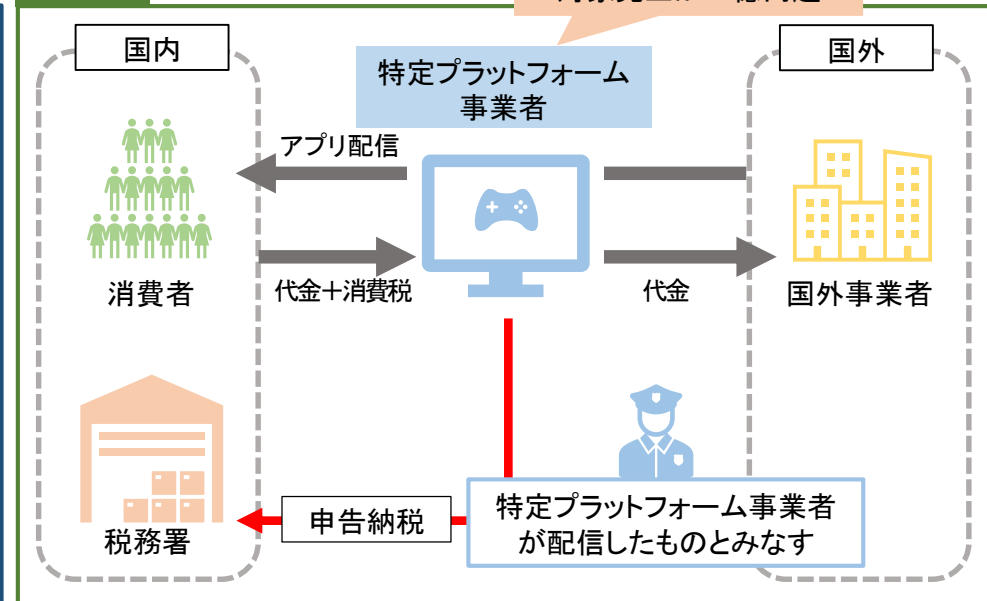 国内
特定プラットフォーム
事業者
国外
アプリ配信
代金＋消費税
代金
消費者
国外事業者
申告納税
特定プラットフォーム事業者
が配信したものとみなす
税務署